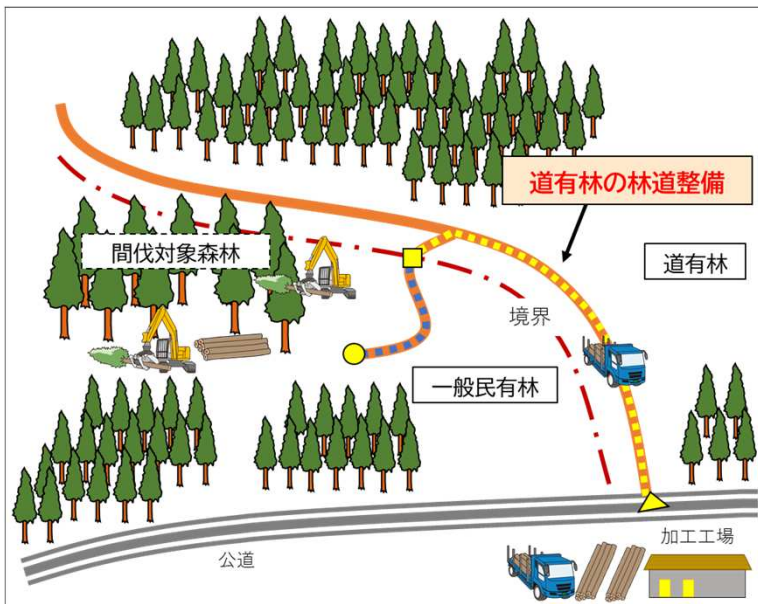 道有林の林道整備
間伐対象森林
道有林
境界
一般民有林
公道
加工工場